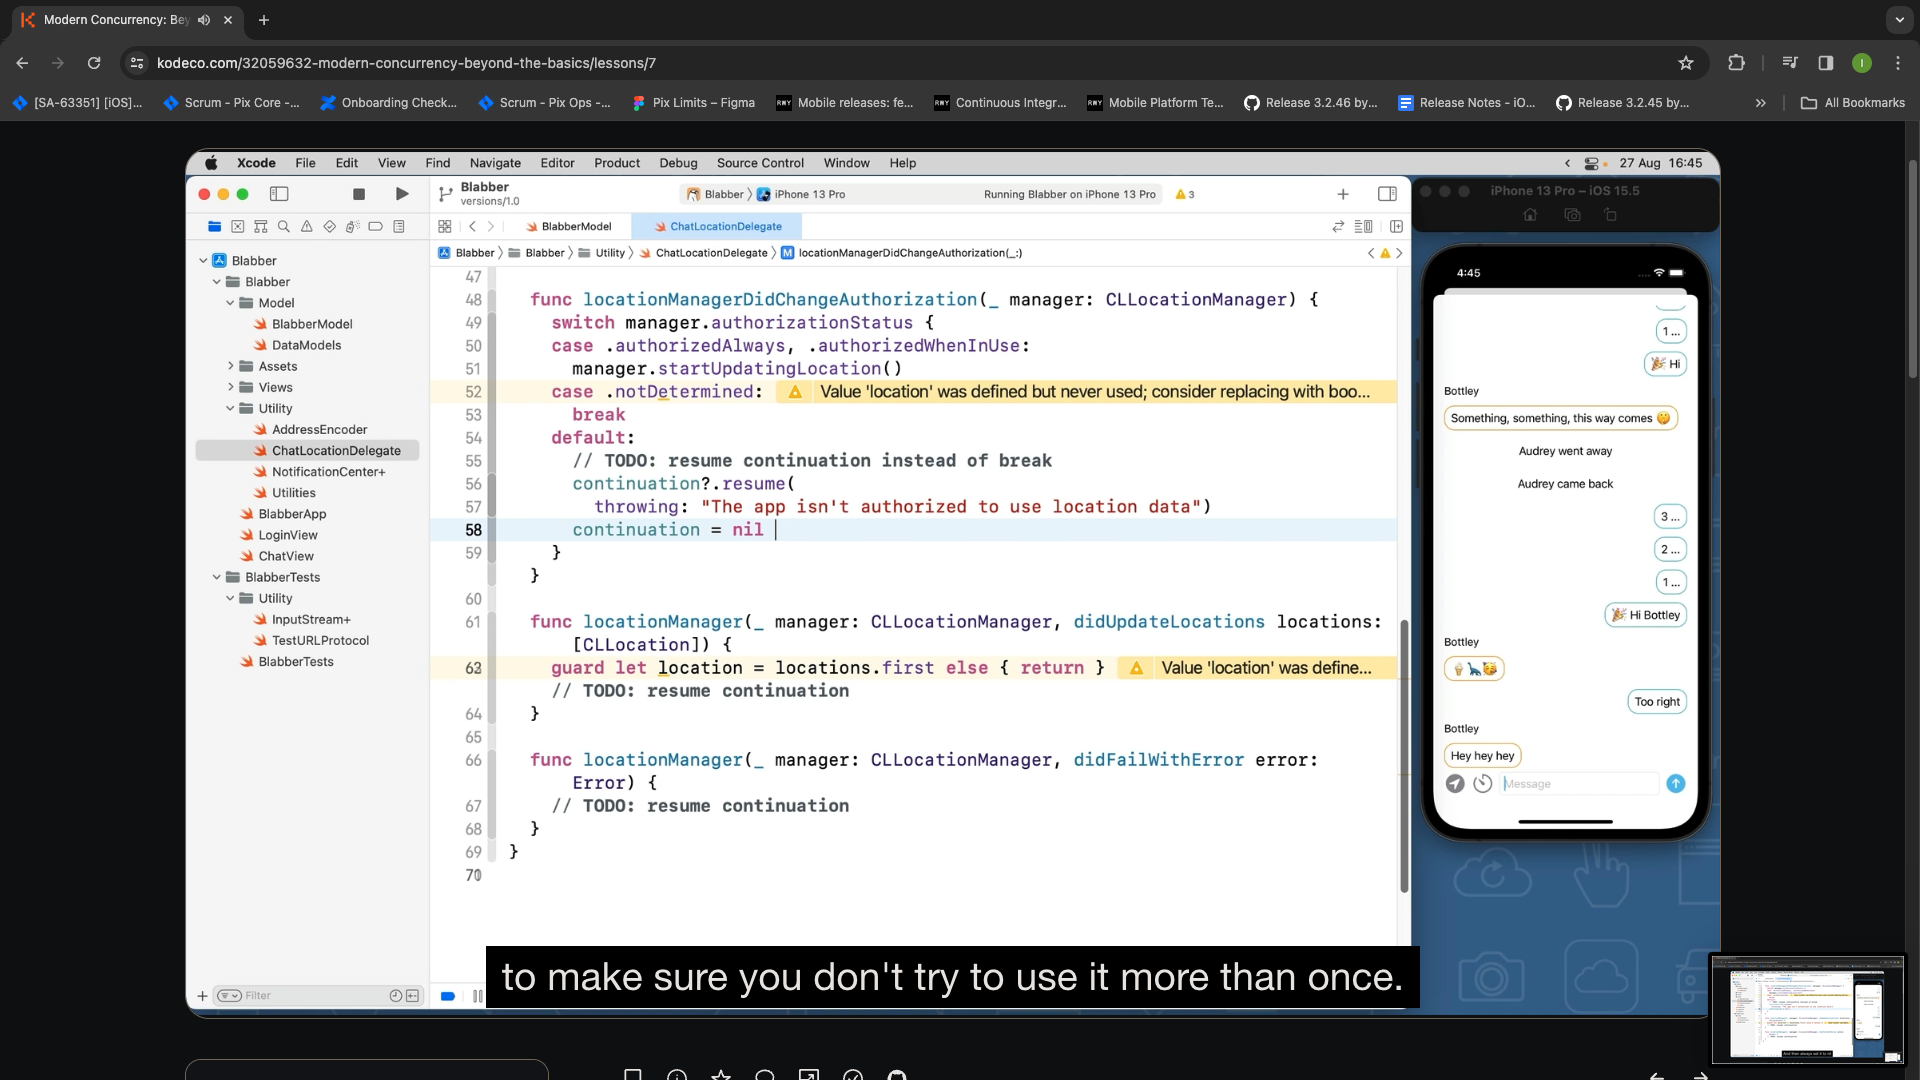 Modern Concurrency: Bey
kodeco.com/32059632-modern-concurrency-beyond-the-basics/lessons/7
I
[SA-63351] [iOS]...
Scrum - Pix Core -...
Onboarding Check...
Scrum - Pix Ops -...
Pix Limits – Figma
RWY Mobile releases: fe...
RWY Continuous Integr...
RWY Mobile Platform Te...
Release 3.2.46 by...
Release Notes - iO...
Release 3.2.45 by...
All Bookmarks
Xcode File Edit View Find Navigate Editor Product Debug Source Control Window Help
27 Aug 16:45
Blabber
versions/1.0
Blabber 〉 iPhone 13 Pro
Running Blabber on iPhone 13 Pro
3
BlabberModel
ChatLocationDelegate
Blabber 〉 Blabber 〉 Utility 〉 ChatLocationDelegate 〉 M locationManagerDidChangeAuthorization(_:)
Blabber
Blabber
Model
BlabberModel
DataModels
Assets
Views
Utility
AddressEncoder
ChatLocationDelegate
NotificationCenter+
Utilities
BlabberApp
LoginView
ChatView
BlabberTests
Utility
InputStream+
TestURLProtocol
BlabberTests
Filter
47
48 func locationManagerDidChangeAuthorization(_ manager: CLLocationManager) {
49 switch manager.authorizationStatus {
50 case .authorizedAlways, .authorizedWhenInUse:
51 manager.startUpdatingLocation()
52 case .notDetermined: Value 'location' was defined but never used; consider replacing with boo...
53 break
54 default:
55 // TODO: resume continuation instead of break
56 continuation?.resume(
57 throwing: "The app isn't authorized to use location data")
58 continuation = nil
59 }
}
60
61 func locationManager(_ manager: CLLocationManager, didUpdateLocations locations:
[CLLocation]) {
guard let location = locations.first else { return } Value 'location' was define...
// TODO: resume continuation
64 }
65
66 func locationManager(_ manager: CLLocationManager, didFailWithError error:
Error) {
67 // TODO: resume continuation
68 }
69 }
iPhone 13 Pro – iOS 15.5
4:45
1 ...
🎉 Hi
Bottley
Something, something, this way comes 🤫
Audrey went away
Audrey came back
3 ...
2 ...
1 ...
🎉 Hi Bottley
Bottley
🍦🦕🥳
Too right
Bottley
Hey hey hey
Message
to make sure you don't try to use it more than once.